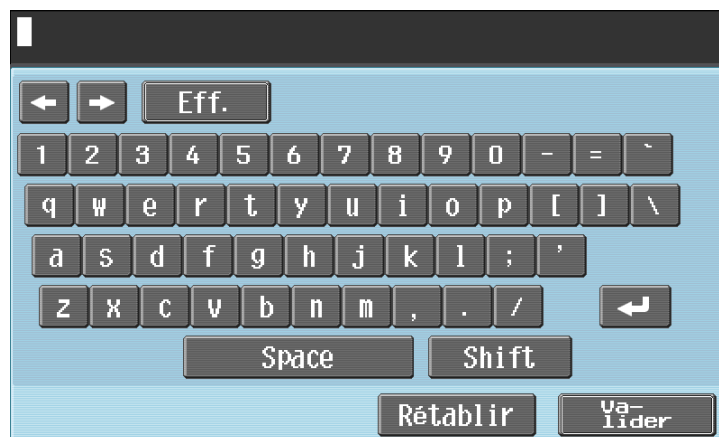 Eff.
1 2 3 4 5 6 7 8 9 0 - = `
q w e r t y u i o p [ ] \
a s d f g h j k l ; '
z x c v b n m , . /
Space Shift
Rétablir Va-
lider